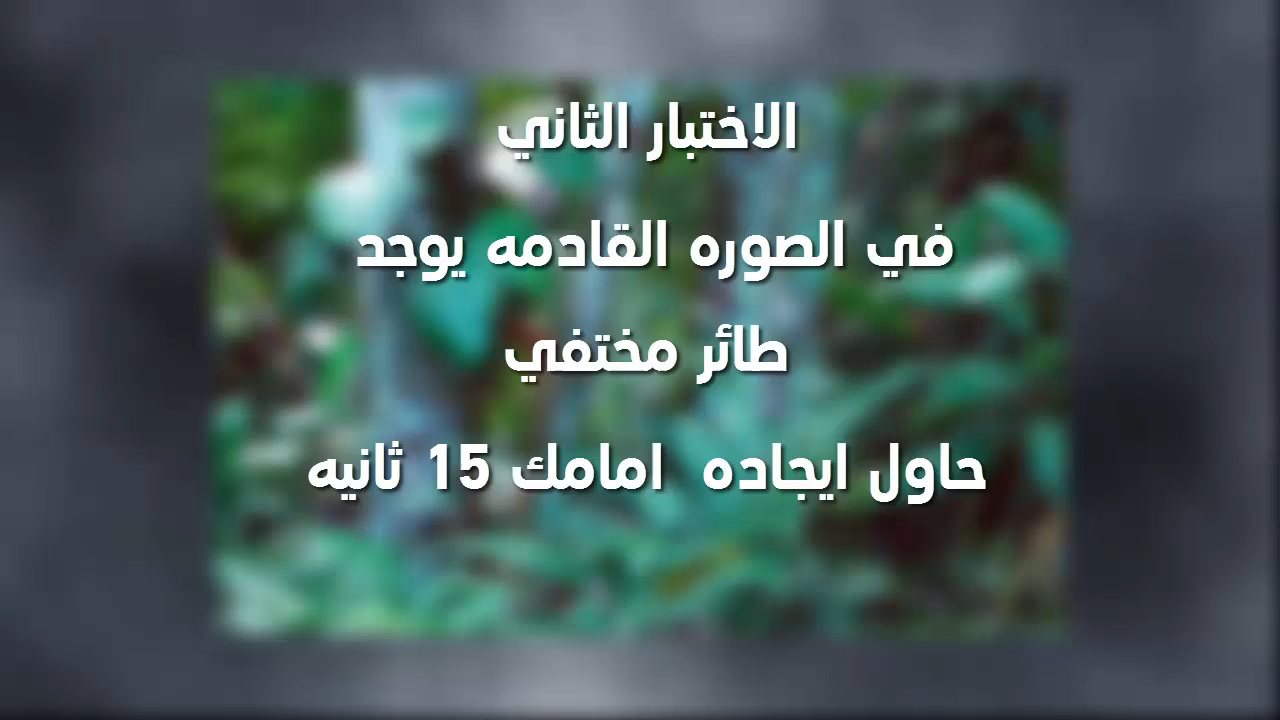 الاختبار الثاني
في الصوره القادمه يوجد
طائر مختفي
حاول ايجاده امامك 15 ثانيه